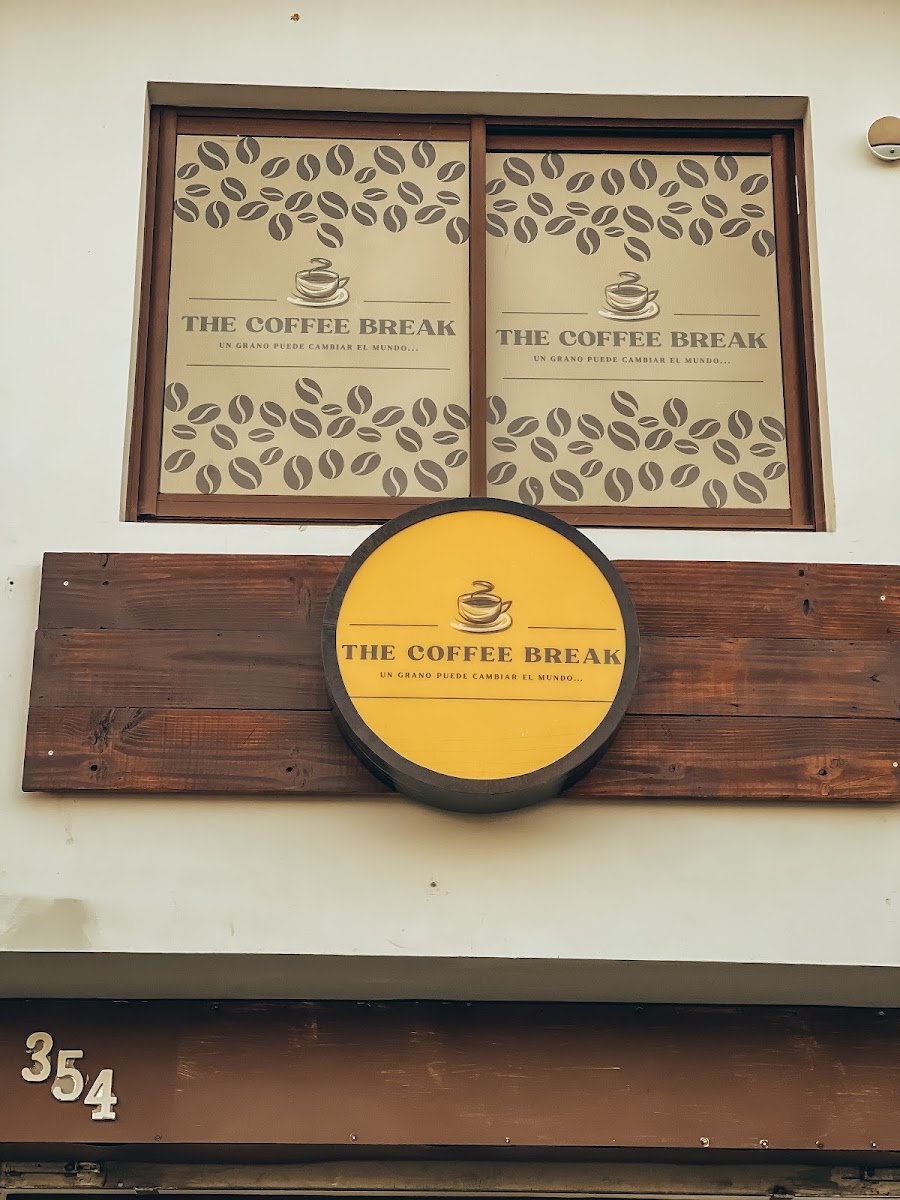 THE COFFEE BREAK
UN GRANO PUEDE CAMBIAR EL MUNDO...
THE COFFEE BREAK
UN GRANO PUEDE CAMBIAR EL MUNDO...
THE COFFEE BREAK
UN GRANO PUEDE CAMBIAR EL MUNDO...
354